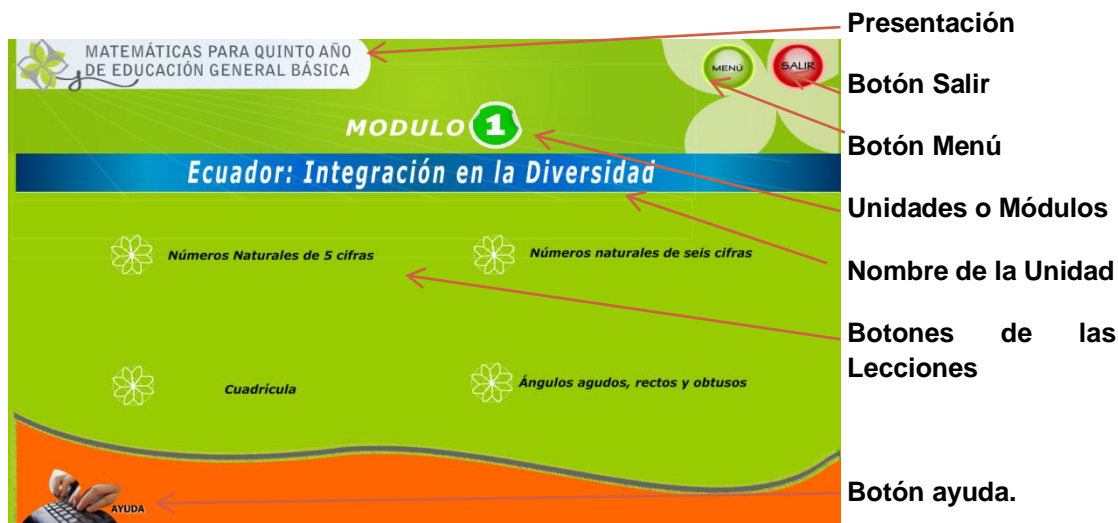 Presentación
MATEMÁTICAS PARA QUINTO AÑO
DE EDUCACIÓN GENERAL BÁSICA
MENÚ
SALIR
Botón Salir
MODULO 1
Botón Menú
Ecuador: Integración en la Diversidad
Unidades o Módulos
Números Naturales de 5 cifras
Números naturales de seis cifras
Nombre de la Unidad
Botones de las
Lecciones
Cuadrícula
Ángulos agudos, rectos y obtusos
AYUDA
Botón ayuda.